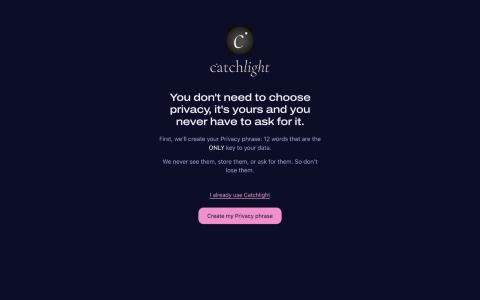 C
catchlight
You don't need to choose
privacy, it's yours and you
never have to ask for it.
First, we'll create your Privacy phrase: 12 words that are the
ONLY key to your data.
We never see them, store them, or ask for them. So don't
lose them.
I already use Catchlight
Create my Privacy phrase